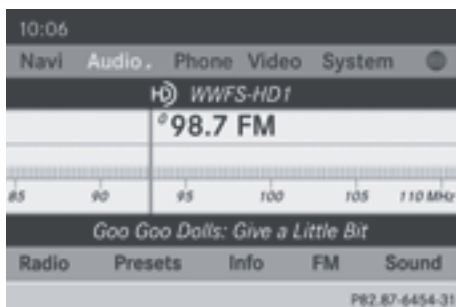 10:06
Navi Audio. Phone Video System
HD WWFS-HD1
0 98.7 FM
85 90 95 100 105 110 MHz
Goo Goo Dolls: Give a Little Bit
Radio Presets Info FM Sound
P82.87-6454-31